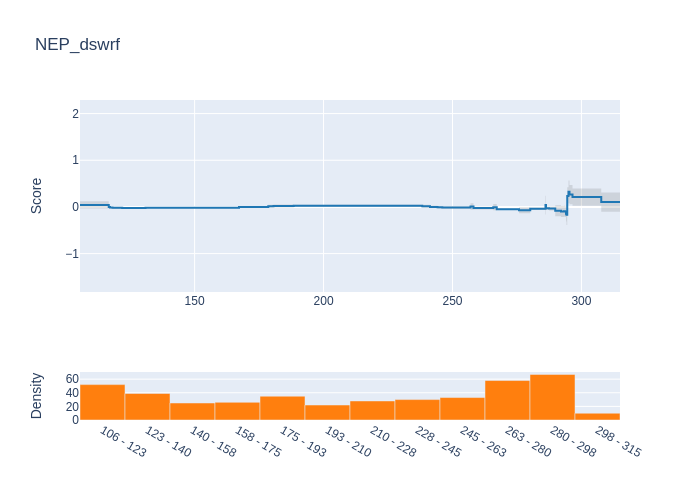 NEP_dswrf
Score
2
1
0
−1
150
200
250
300
Density
60
40
20
0
106 - 123
123 - 140
140 - 158
158 - 175
175 - 193
193 - 210
210 - 228
228 - 245
245 - 263
263 - 280
280 - 298
298 - 315